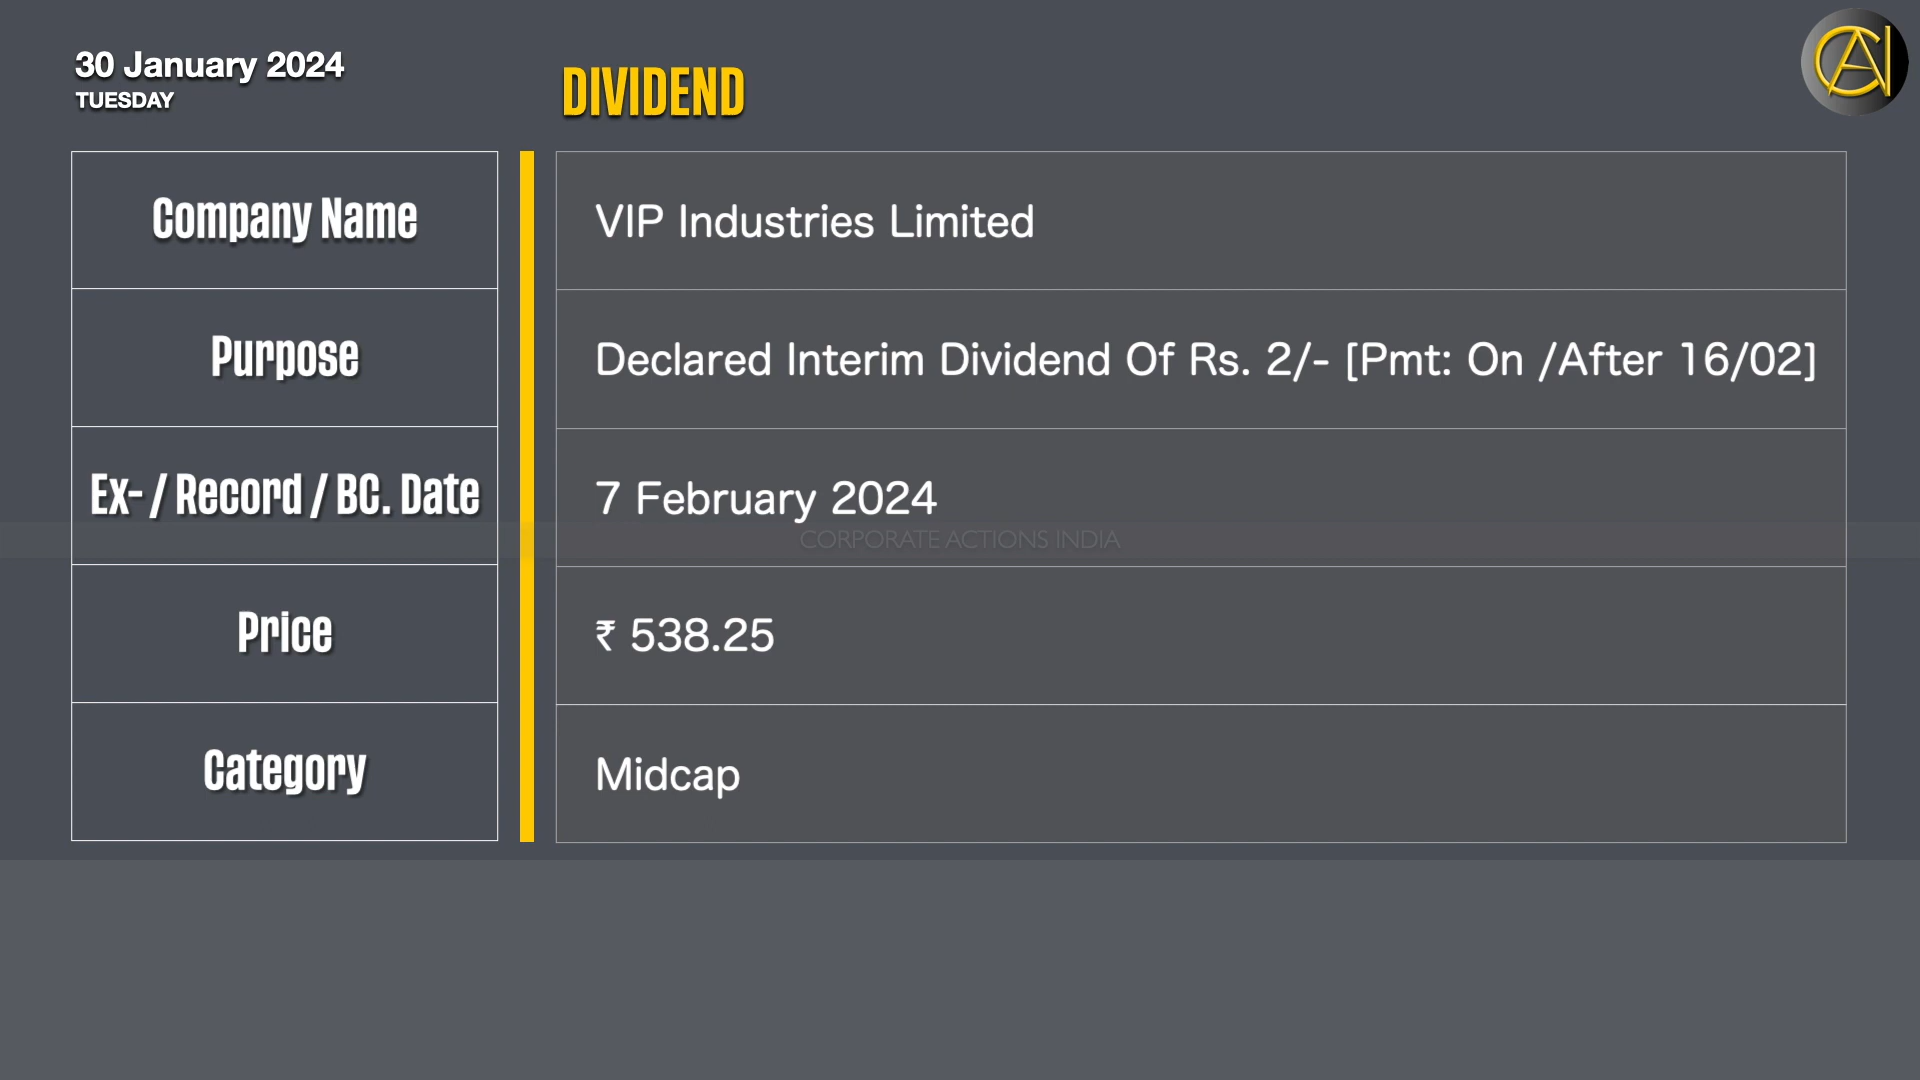 30 January 2024
TUESDAY
DIVIDEND
Company Name
VIP Industries Limited
Purpose
Declared Interim Dividend Of Rs. 2/- [Pmt: On /After 16/02]
Ex- / Record / BC. Date
7 February 2024
CORPORATE ACTIONS INDIA
Price
₹ 538.25
Category
Midcap
CAI